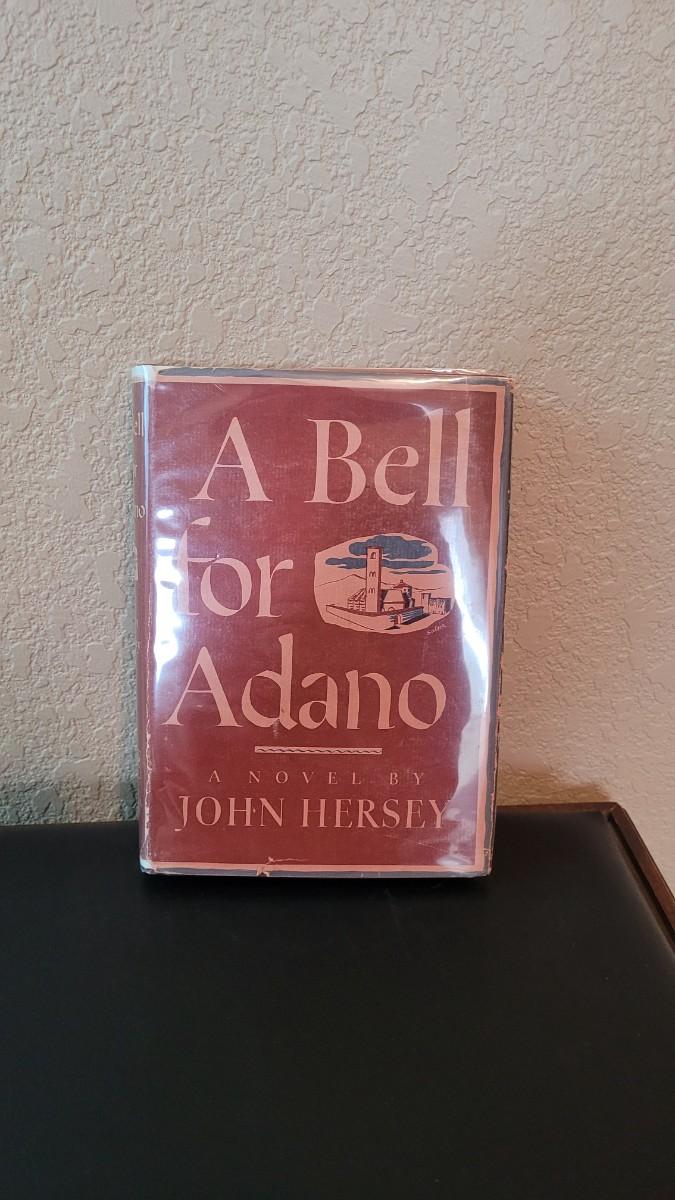 A Bell
for
Adano
A NOVEL BY
JOHN HERSEY